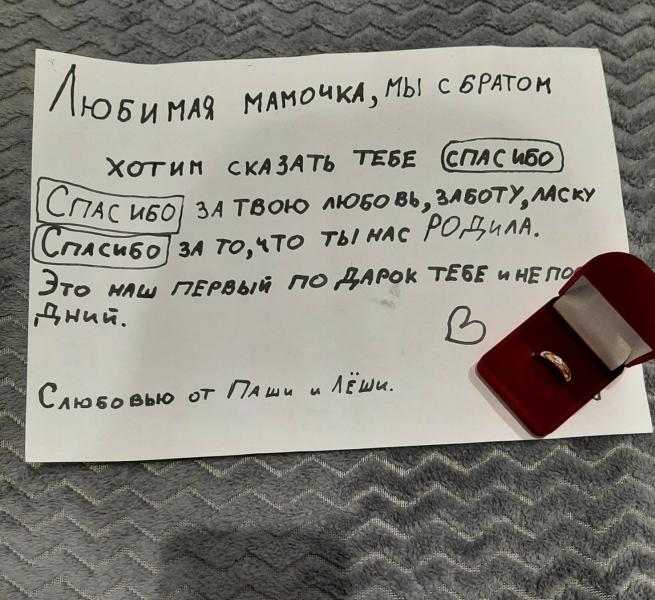 Любимая мамочка, мы с братом
хотим сказать тебе спасибо
Спасибо за твою любовь, заботу, ласку
Спасибо за то, что ты нас родила.
Это наш первый подарок тебе и не по
дний.
С любовью от Паши и Лёши.